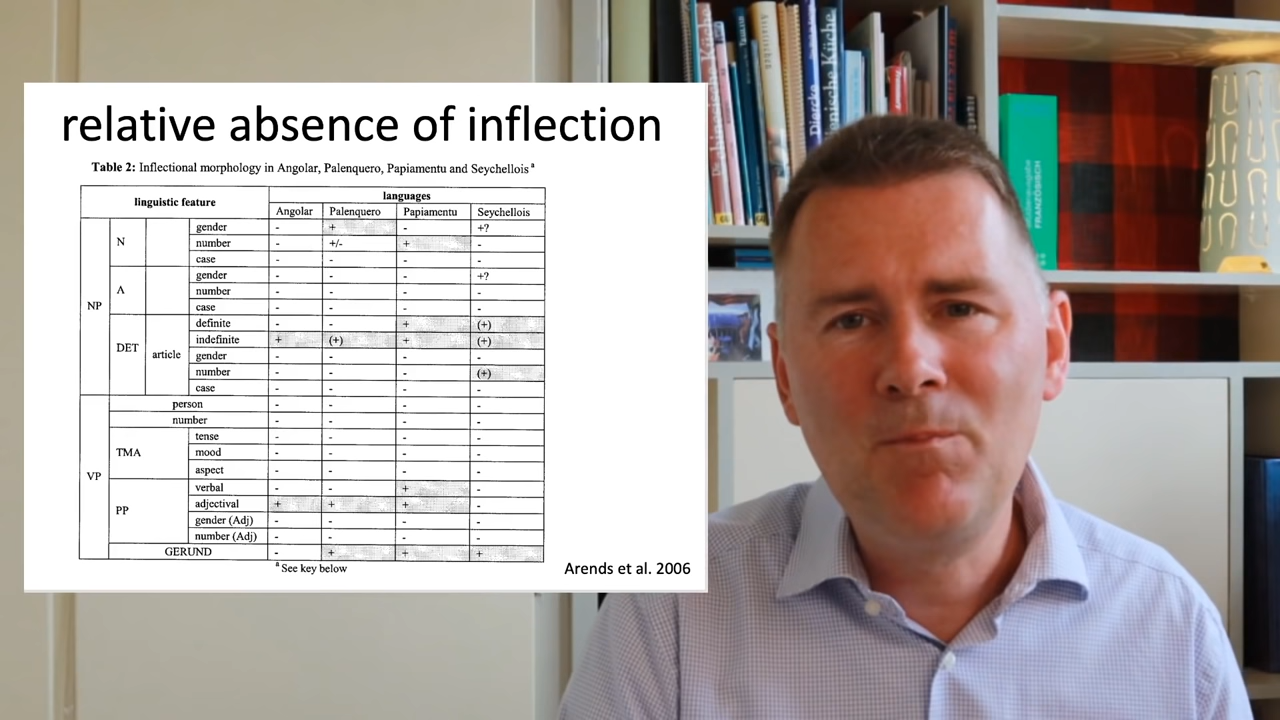 relative absence of inflection
Table 2: Inflectional morphology in Angolar, Palenquero, Papiamentu and Seychellois a
linguistic feature languages
Angolar Palenquero Papiamentu Seychellois
NP N gender - + - +?
number - +/- + -
case - - - -
A gender - - - +?
number - - - -
case - - - -
DET article definite - - + (+)
indefinite + (+) + (+)
gender - - - -
number - - - (+)
case - - - -
VP person - - - -
number - - - -
TMA tense - - - -
mood - - - -
aspect - - - -
PP verbal - - + -
adjectival + + + -
gender (Adj) - - - -
number (Adj) - - - -
GERUND - + + +
a See key below
Arends et al. 2006
Diercke
FRANZÖSISCH